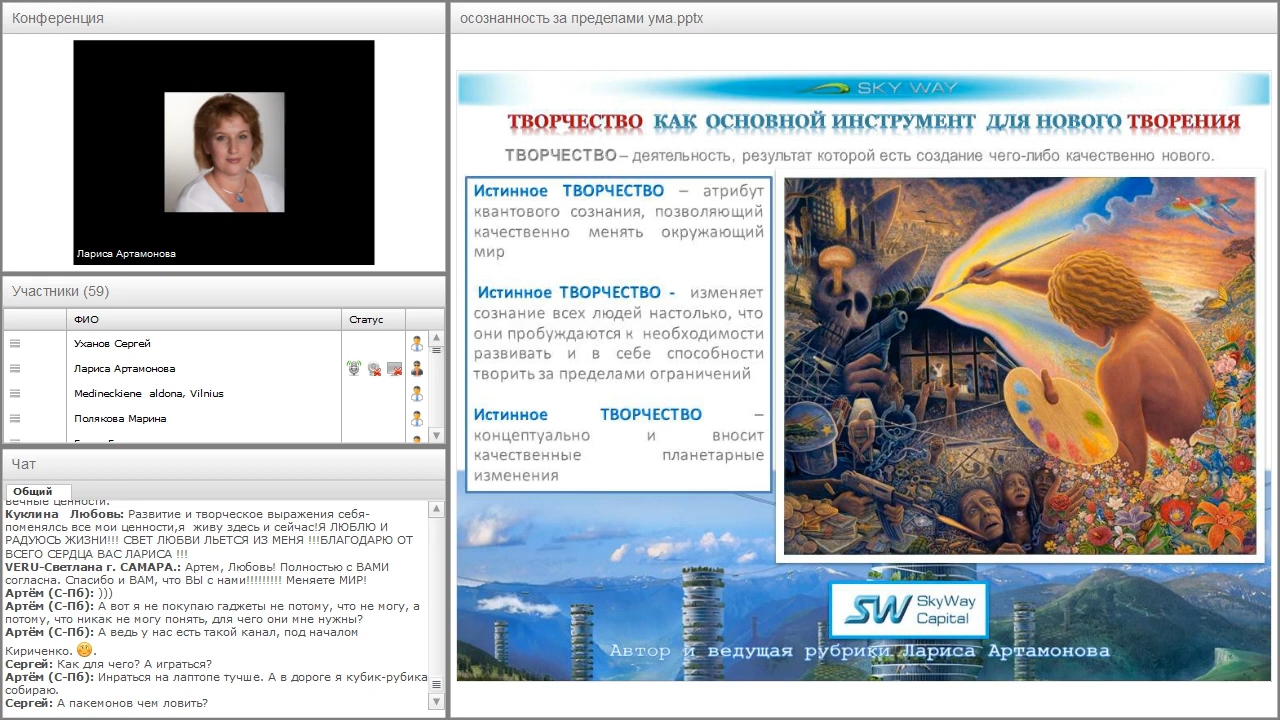 Конференция
Лариса Артамонова
Участники (59)
ФИО
Статус
Уханов Сергей
Лариса Артамонова
Medineckiene aldona, Vilnius
Полякова Марина
Чат
Общий
вечные ценности.
Куклина Любовь: Развитие и творческое выражения себя-
поменялсь все мои ценности,я живу здесь и сейчас!Я ЛЮБЛЮ И
РАДУЮСЬ ЖИЗНИ!!! СВЕТ ЛЮБВИ ЛЬЕТСЯ ИЗ МЕНЯ !!!БЛАГОДАРЮ ОТ
ВСЕГО СЕРДЦА ВАС ЛАРИСА !!!
VERU-Светлана г. САМАРА.: Артем, Любовь! Полностью с ВАМИ
согласна. Спасибо и ВАМ, что ВЫ с нами!!!!!!!!! Меняете МИР!
Артём (С-Пб): )))
Артём (С-Пб): А вот я не покупаю гаджеты не потому, что не могу, а
потому, что никак не могу понять, для чего они мне нужны?
Артём (С-Пб): А ведь у нас есть такой канал, под началом
Кириченко.
Сергей: Как для чего? А играться?
Артём (С-Пб): Инраться на лаптопе лучше. А в дороге я кубик-рубика
собираю.
Сергей: А пакемонов чем ловить?
осознанность за пределами ума.pptx
SKY WAY
ТВОРЧЕСТВО КАК ОСНОВНОЙ ИНСТРУМЕНТ ДЛЯ НОВОГО ТВОРЕНИЯ
ТВОРЧЕСТВО – деятельность, результат которой есть создание чего-либо качественно нового.
Истинное ТВОРЧЕСТВО – атрибут
квантового сознания, позволяющий
качественно менять окружающий
мир
Истинное ТВОРЧЕСТВО - изменяет
сознание всех людей настолько, что
они пробуждаются к необходимости
развивать и в себе способности
творить за пределами ограничений
Истинное ТВОРЧЕСТВО –
концептуально и вносит
качественные планетарные
изменения
SW SkyWay
Capital
Автор и ведущая рубрики Лариса Артамонова